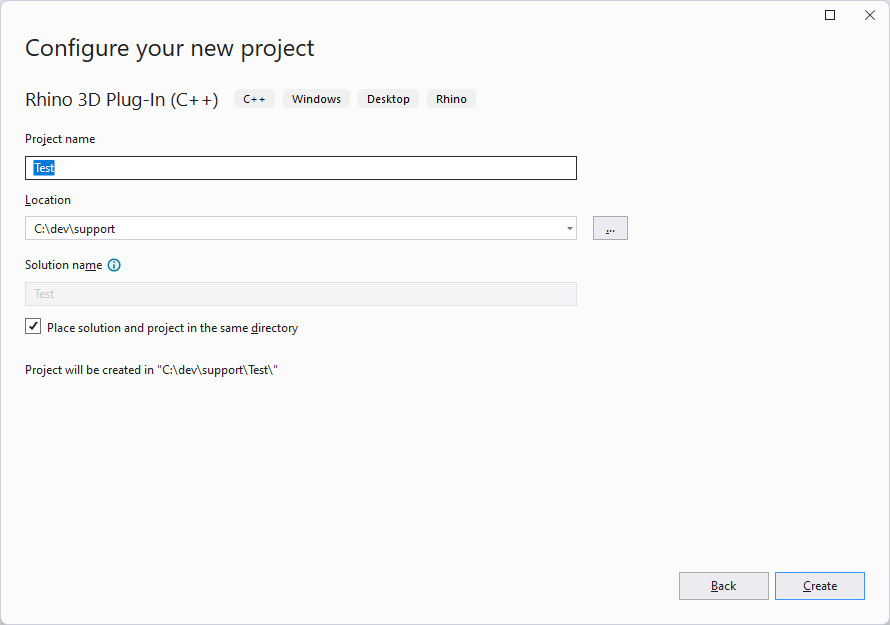 Configure your new project
Rhino 3D Plug-In (C++) C++ Windows Desktop Rhino
Project name
Test
Location
C:\dev\support
...
Solution name
Test
Place solution and project in the same directory
Project will be created in "C:\dev\support\Test\"
Back Create